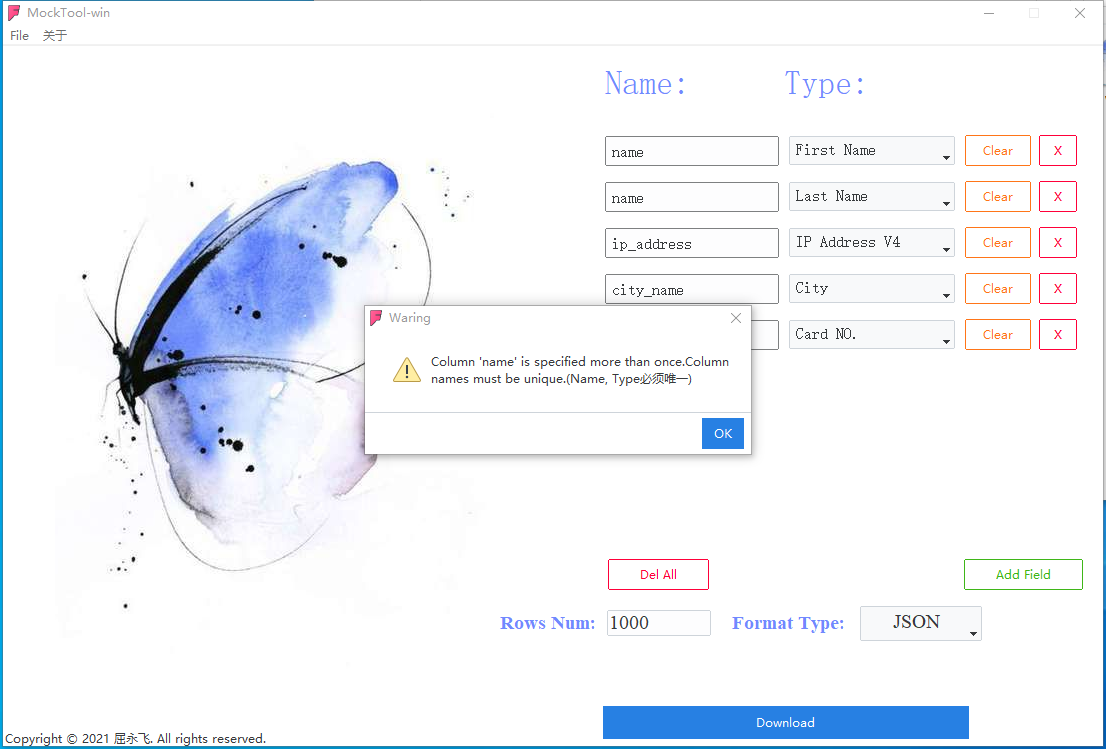 MockTool-win
File 关于
Name: Type:
name First Name Clear X
name Last Name Clear X
ip_address IP Address V4 Clear X
city_name City Clear X
Card NO. Clear X
Waring
Column 'name' is specified more than once.Column
names must be unique.(Name, Type必须唯一)
OK
Del All Add Field
Rows Num: 1000 Format Type: JSON
Download
Copyright © 2021 屈永飞. All rights reserved.